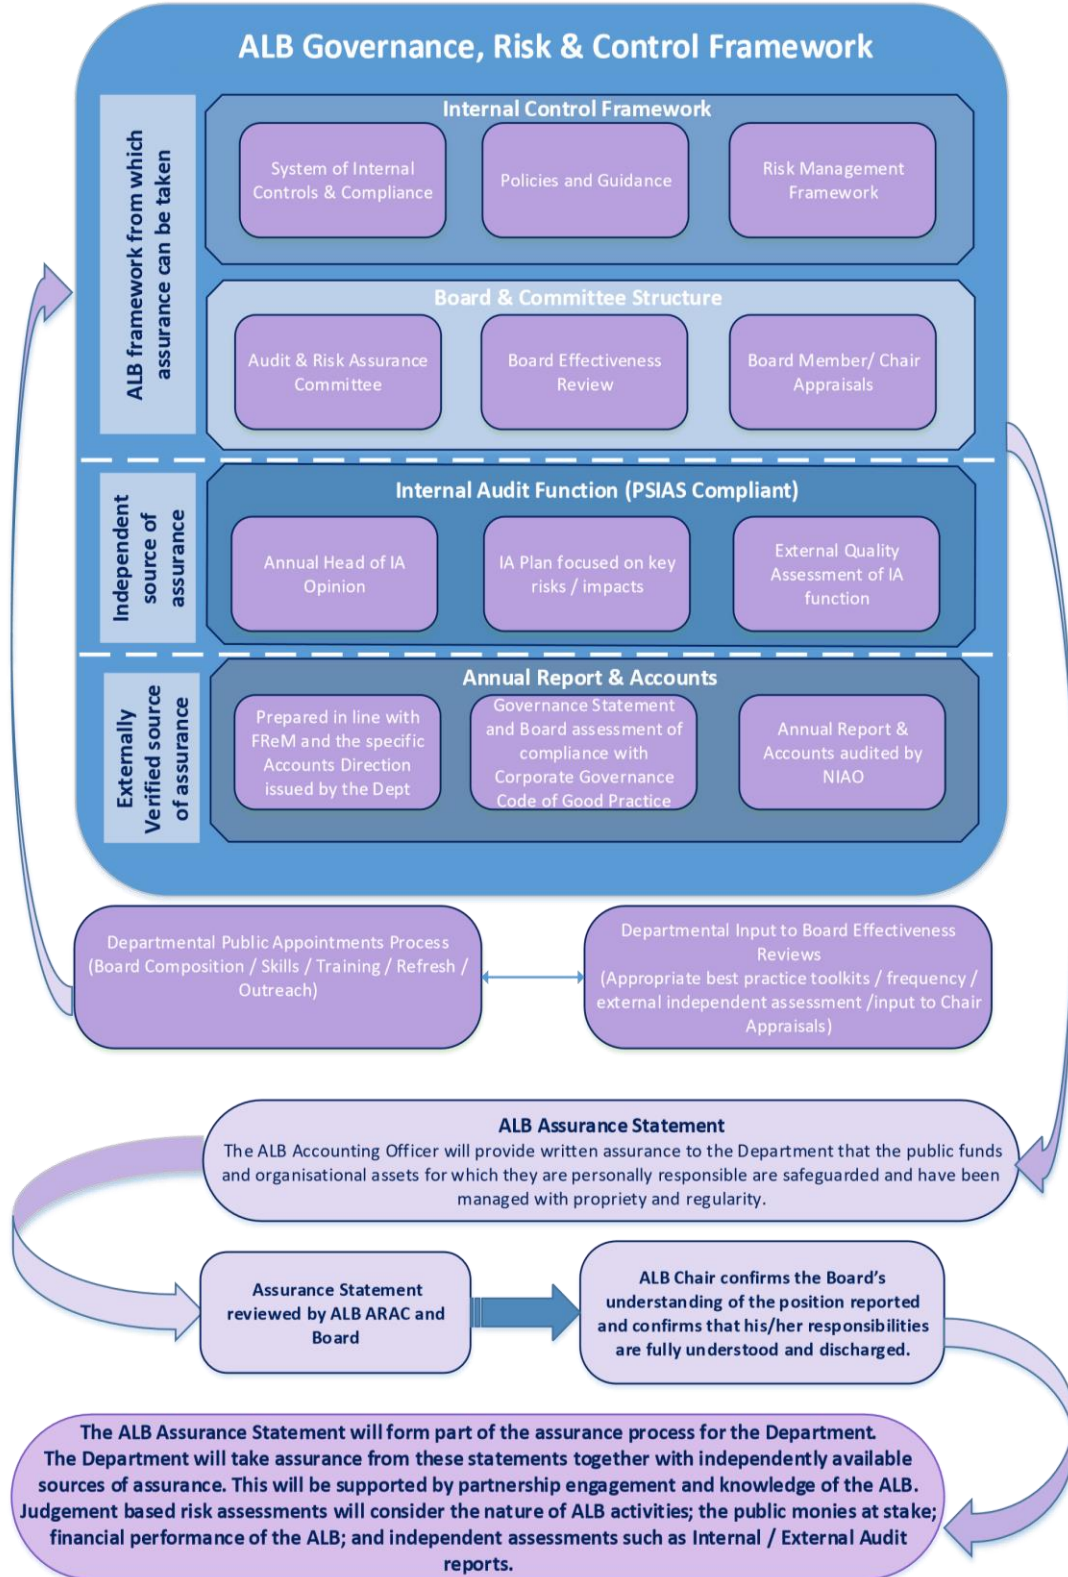 ALB Governance, Risk & Control Framework
ALB framework from which
assurance can be taken
Internal Control Framework
System of Internal
Controls & Compliance
Policies and Guidance
Risk Management
Framework
Board & Committee Structure
Audit & Risk Assurance
Committee
Board Effectiveness
Review
Board Member/ Chair
Appraisals
Independent
source of
assurance
Internal Audit Function (PSIAS Compliant)
Annual Head of IA
Opinion
IA Plan focused on key
risks / impacts
External Quality
Assessment of IA
function
Externally
Verified source
of assurance
Annual Report & Accounts
Prepared in line with
FReM and the specific
Accounts Direction
issued by the Dept
Governance Statement
and Board assessment of
compliance with
Corporate Governance
Code of Good Practice
Annual Report &
Accounts audited by
NIAO
Departmental Public Appointments Process
(Board Composition / Skills / Training / Refresh /
Outreach)
Departmental Input to Board Effectiveness
Reviews
(Appropriate best practice toolkits / frequency /
external independent assessment /input to Chair
Appraisals)
ALB Assurance Statement
The ALB Accounting Officer will provide written assurance to the Department that the public funds
and organisational assets for which they are personally responsible are safeguarded and have been
managed with propriety and regularity.
Assurance Statement
reviewed by ALB ARAC and
Board
ALB Chair confirms the Board's
understanding of the position reported
and confirms that his/her responsibilities
are fully understood and discharged.
The ALB Assurance Statement will form part of the assurance process for the Department.
The Department will take assurance from these statements together with independently available
sources of assurance. This will be supported by partnership engagement and knowledge of the ALB.
Judgement based risk assessments will consider the nature of ALB activities; the public monies at stake;
financial performance of the ALB; and independent assessments such as Internal / External Audit
reports.